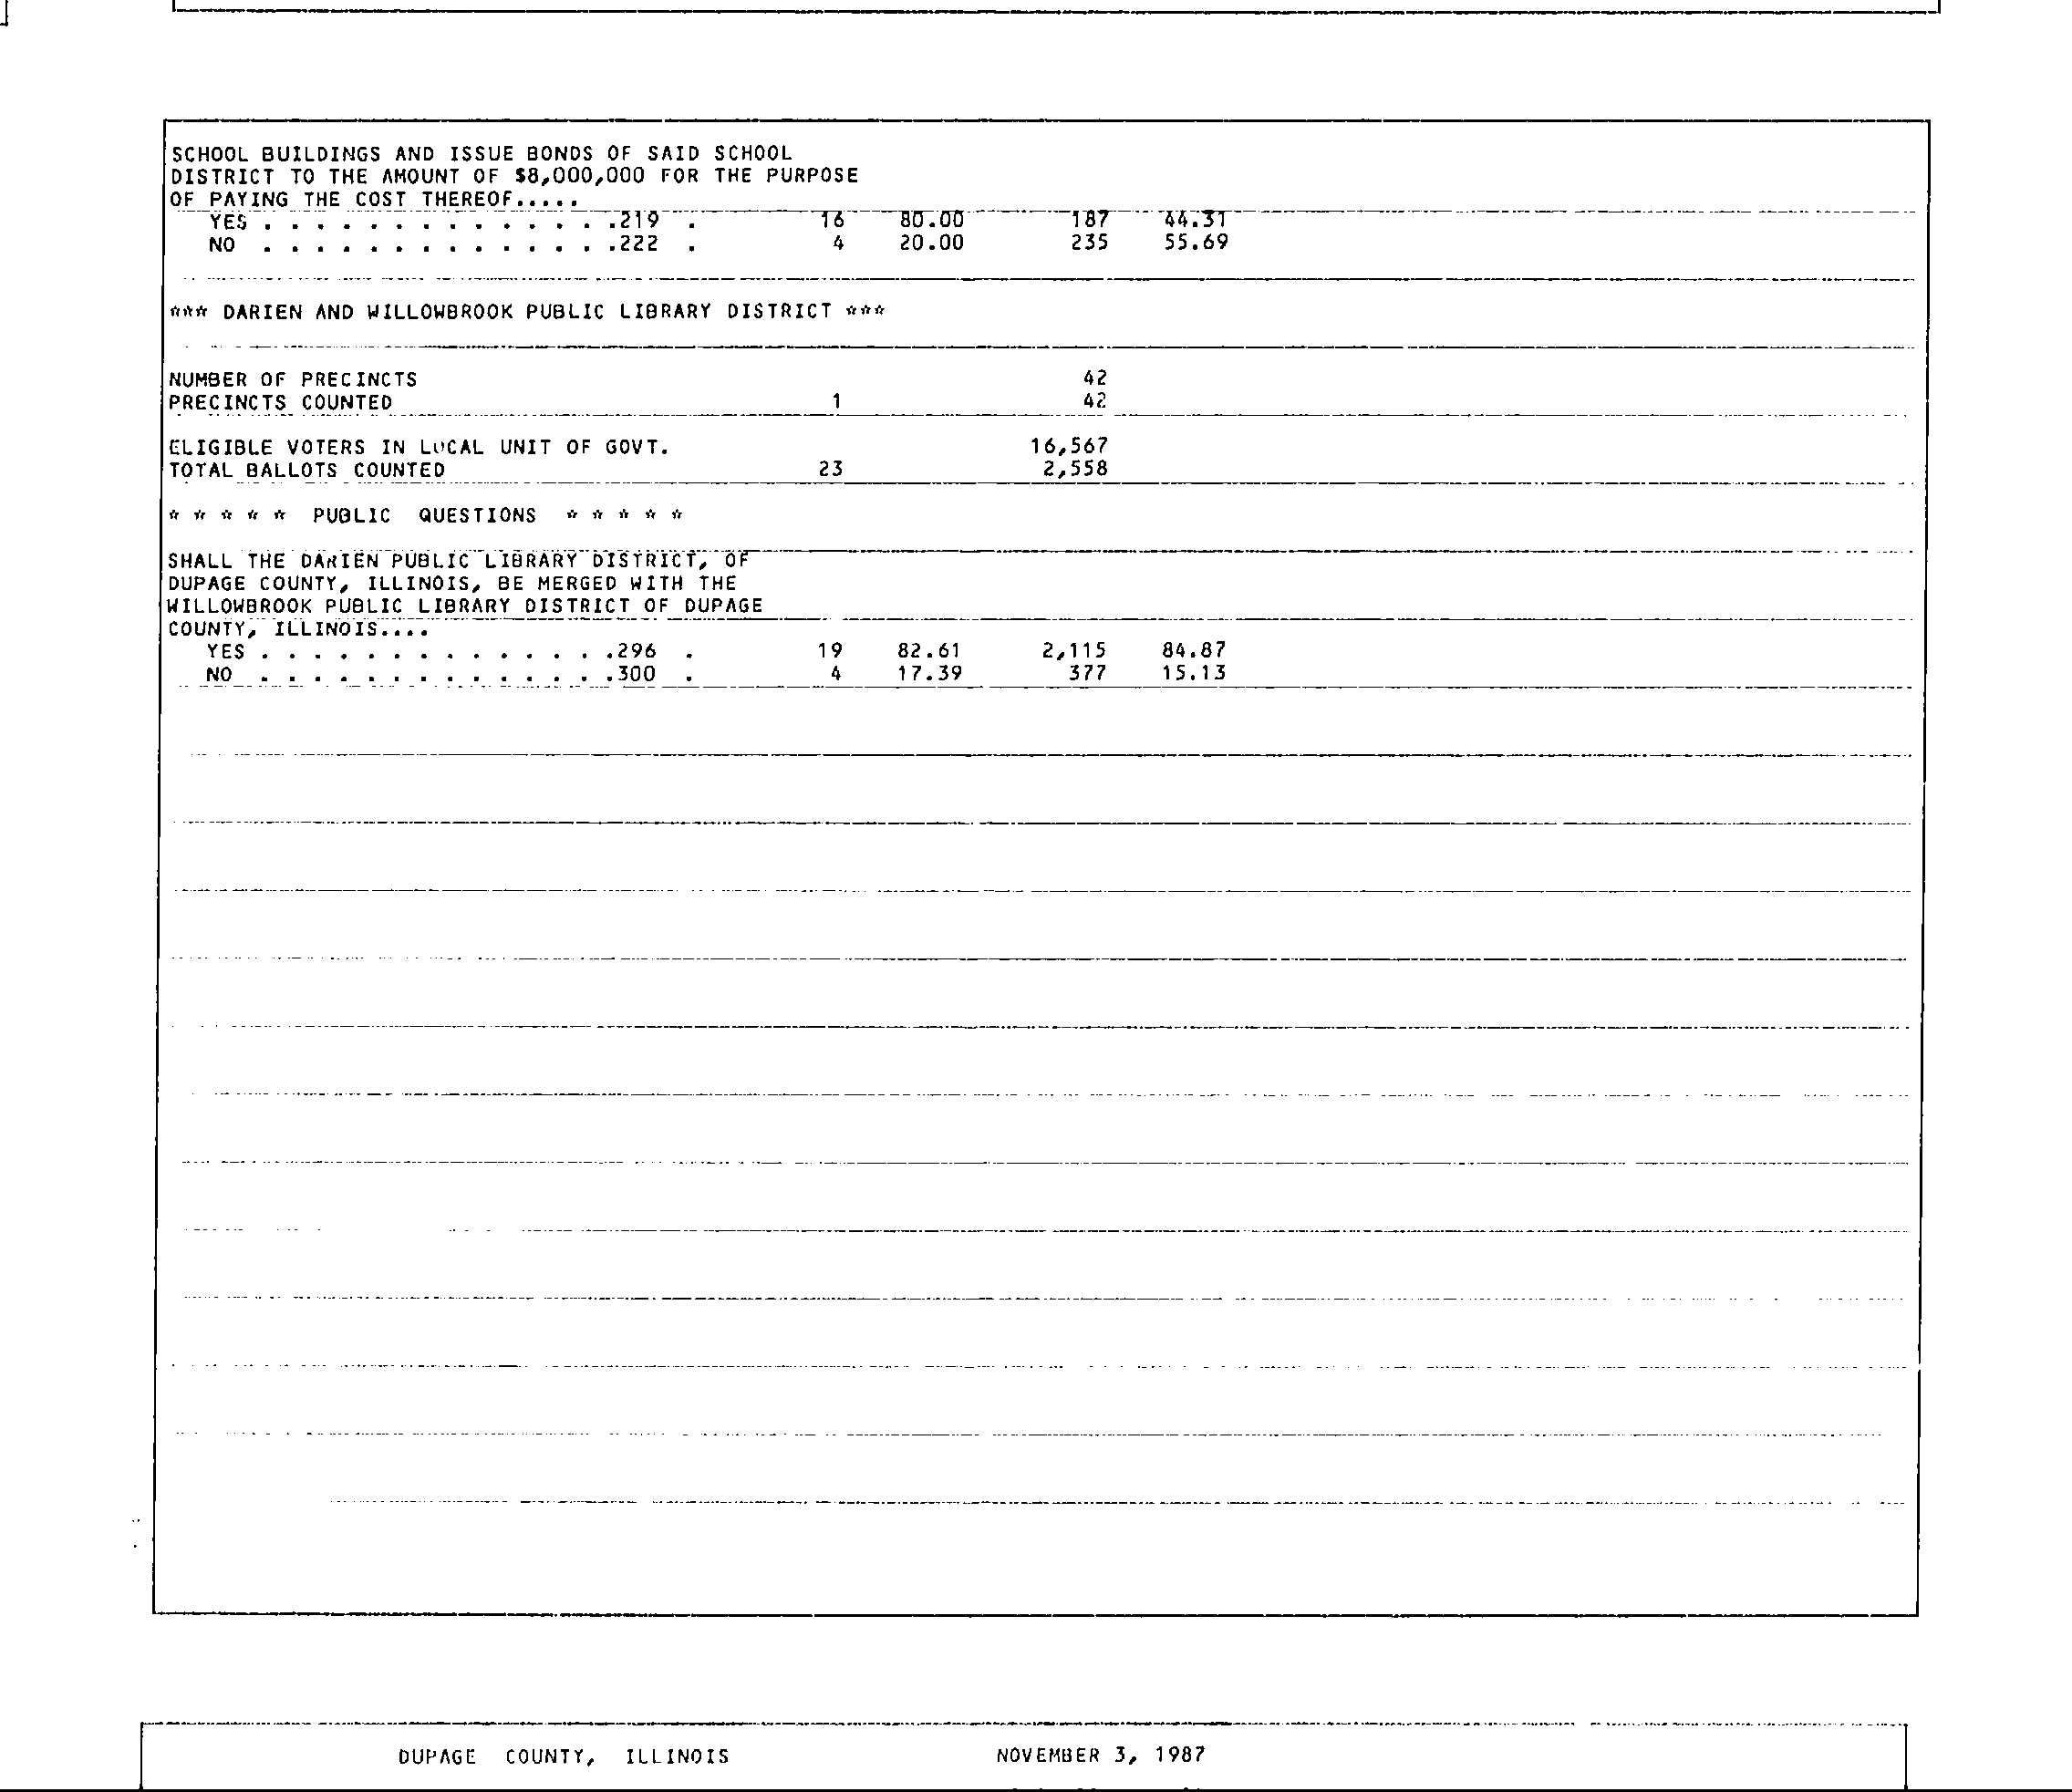 SCHOOL BUILDINGS AND ISSUE BONDS OF SAID SCHOOL
DISTRICT TO THE AMOUNT OF $8,000,000 FOR THE PURPOSE
OF PAYING THE COST THEREOF.....
YES . . . . . . . . . . . . . .219 . 16 80.00 187 44.31
NO . . . . . . . . . . . . . .222 . 4 20.00 235 55.69
*** DARIEN AND WILLOWBROOK PUBLIC LIBRARY DISTRICT ***
NUMBER OF PRECINCTS 42
PRECINCTS COUNTED 1 42
ELIGIBLE VOTERS IN LOCAL UNIT OF GOVT. 16,567
TOTAL BALLOTS COUNTED 23 2,558
* * * * * PUBLIC QUESTIONS * * * * *
SHALL THE DARIEN PUBLIC LIBRARY DISTRICT, OF
DUPAGE COUNTY, ILLINOIS, BE MERGED WITH THE
WILLOWBROOK PUBLIC LIBRARY DISTRICT OF DUPAGE
COUNTY, ILLINOIS....
YES . . . . . . . . . . . . . .296 . 19 82.61 2,115 84.87
NO . . . . . . . . . . . . . .300 . 4 17.39 377 15.13
DUPAGE COUNTY, ILLINOIS NOVEMBER 3, 1987